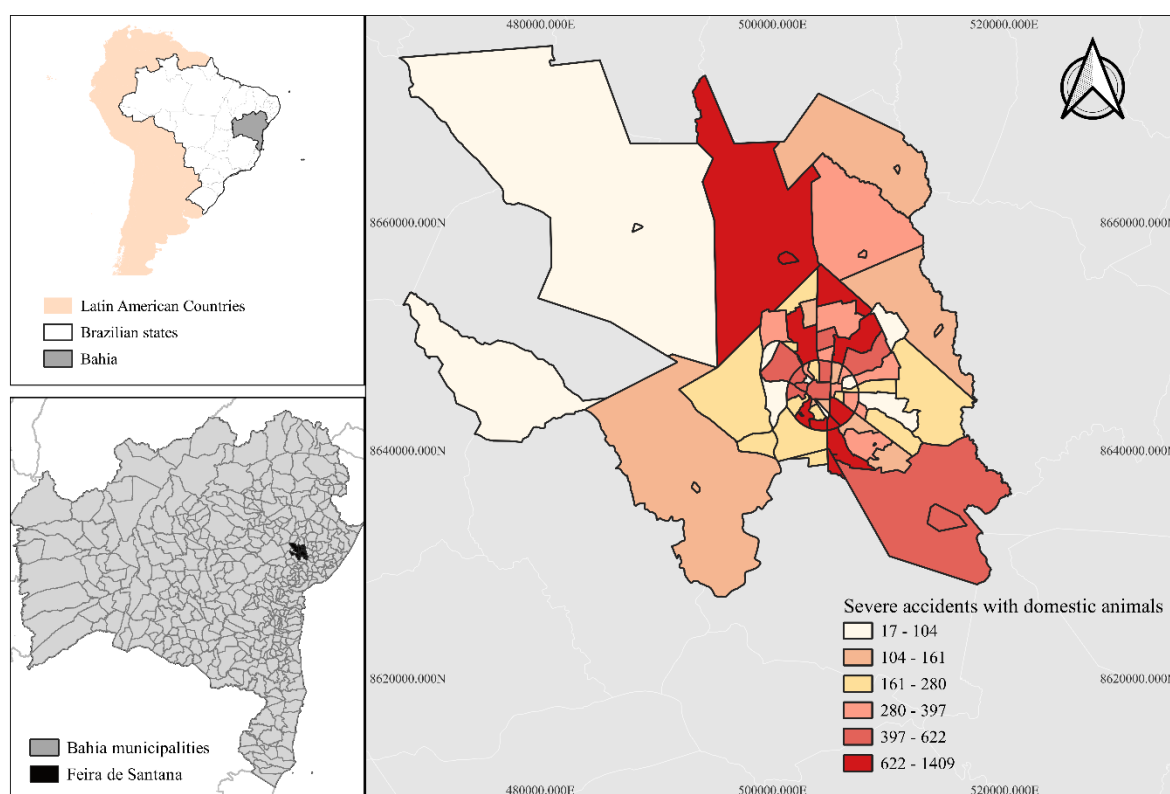 Latin American Countries
Brazilian states
Bahia
Bahia municipalities
Feira de Santana
480000.000E 500000.000E 520000.000E
8660000.000N 8660000.000N
8640000.000N 8640000.000N
8620000.000N 8620000.000N
Severe accidents with domestic animals
17 - 104
104 - 161
161 - 280
280 - 397
397 - 622
622 - 1409
480000.000E 500000.000E 520000.000E